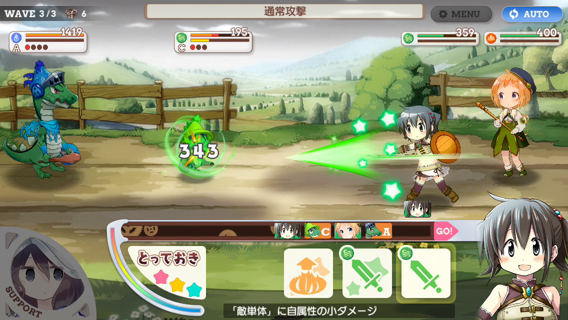 WAVE 3/3 6
通常攻撃
MENU
AUTO
1419
A
195
C
359
400
343
C
A
GO!
とっておき
SUPPORT
「敵単体」に自属性の小ダメージ